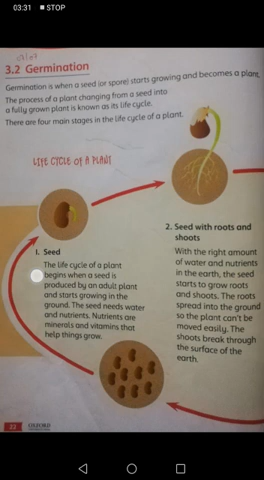 03:31 ■ STOP
3.2 Germination
Germination is when a seed (or spore) starts growing and becomes a plant.
The process of a plant changing from a seed into
a fully grown plant is known as its life cycle.
There are four main stages in the life cycle of a plant.
LIFE CYCLE OF A PLANT
1. Seed
The life cycle of a plant
begins when a seed is
produced by an adult plant
and starts growing in the
ground. The seed needs water
and nutrients. Nutrients are
minerals and vitamins that
help things grow.
2. Seed with roots and
shoots
With the right amount
of water and nutrients
in the earth, the seed
starts to grow roots
and shoots. The roots
spread into the ground
so the plant can't be
moved easily. The
shoots break through
the surface of the
earth.
22 OXFORD